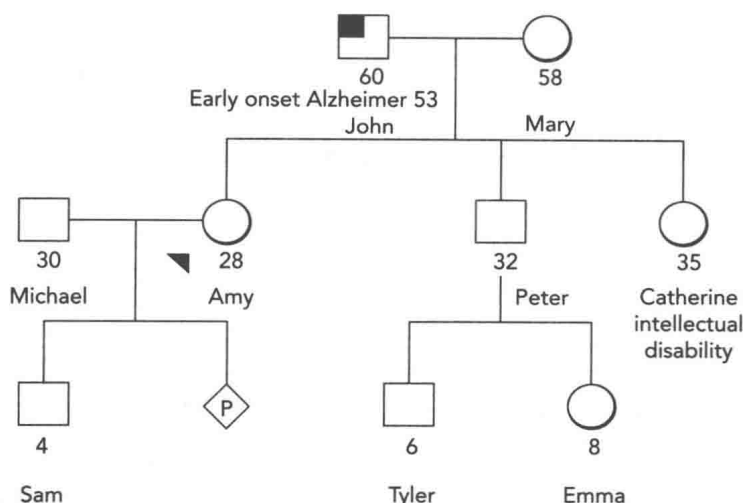 60
58
Early onset Alzheimer 53
John
Mary
30
28
32
35
Michael
Amy
Peter
Catherine
intellectual
disability
P
4
6
8
Sam
Tyler
Emma